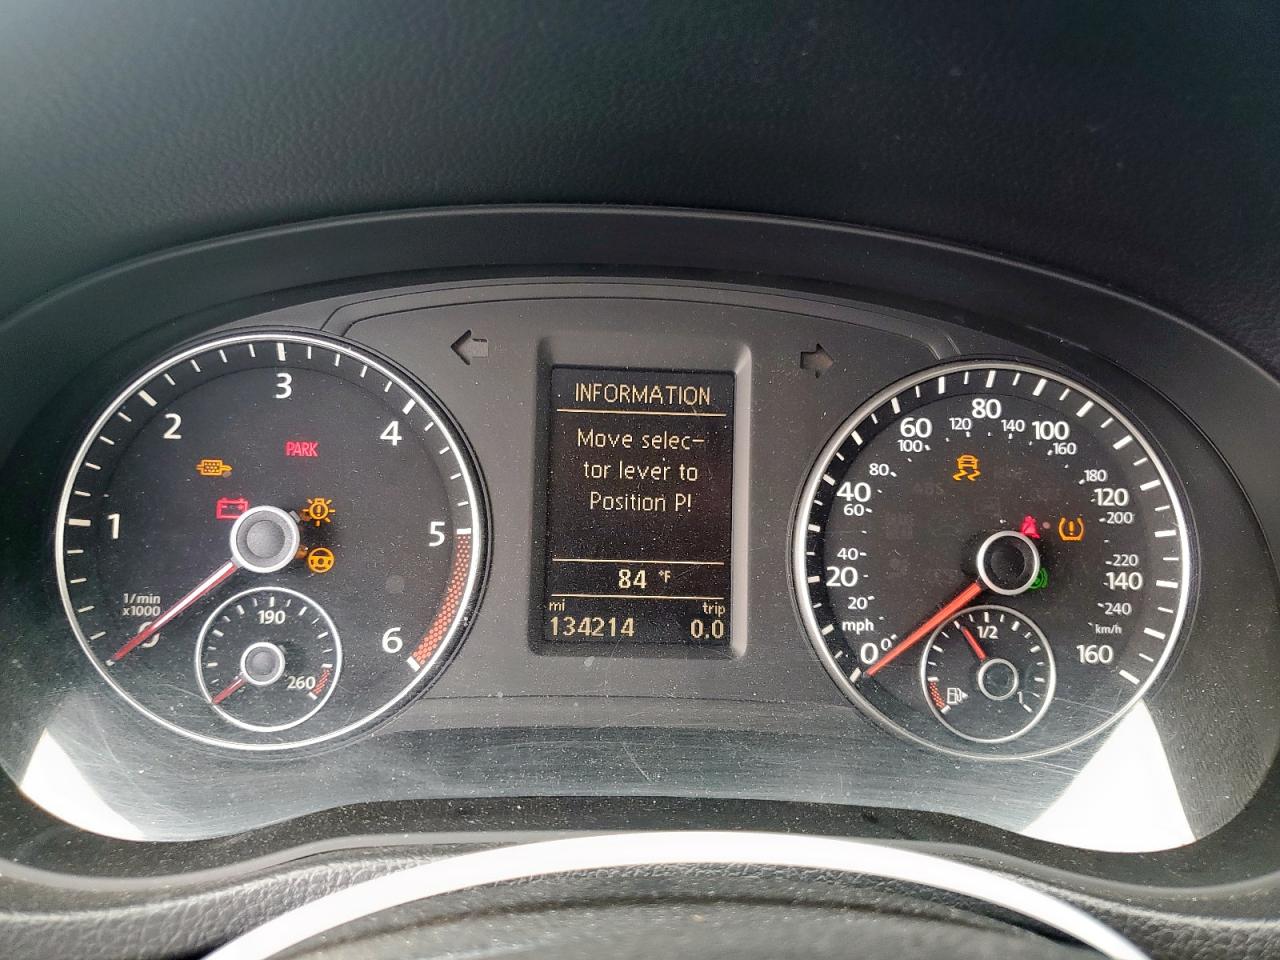 INFORMATION
Move selec-
tor lever to
Position P!
84 °F
mi
trip
134214
0.0
PARK
1/min
x1000
0
1
2
3
4
5
6
190
260
mph
0
20
40
60
80
100
120
140
160
0
20
40
60
80
100
120
140
160
180
200
220
240
km/h
1/2
1